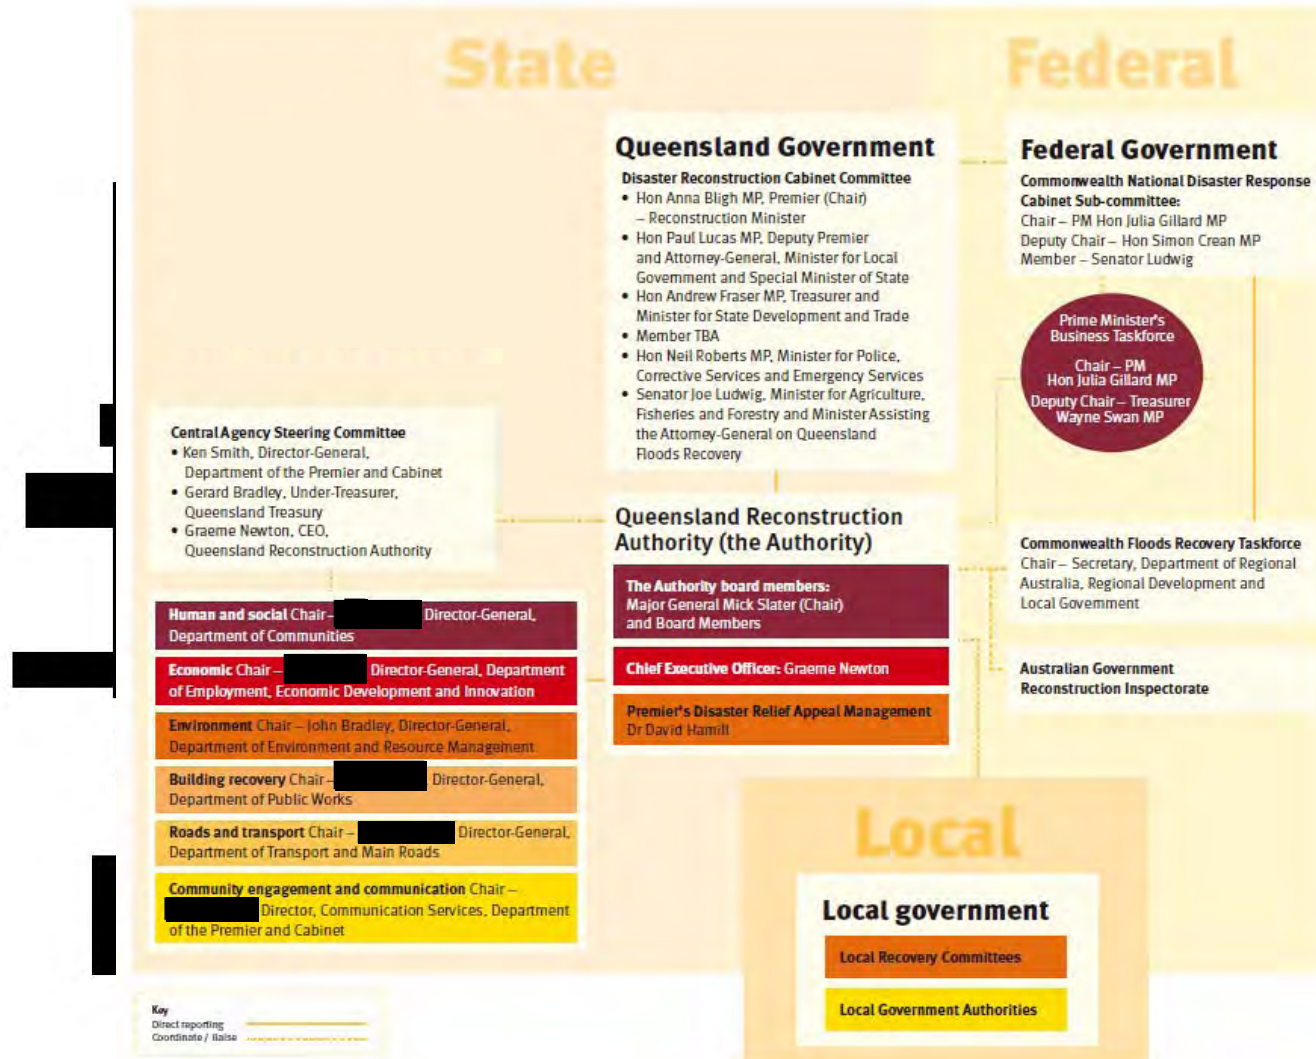 State
Federal
Queensland Government
Disaster Reconstruction Cabinet Committee
• Hon Anna Bligh MP, Premier (Chair)
– Reconstruction Minister
• Hon Paul Lucas MP, Deputy Premier
and Attorney-General, Minister for Local
Government and Special Minister of State
• Hon Andrew Fraser MP, Treasurer and
Minister for State Development and Trade
• Member TBA
• Hon Neil Roberts MP, Minister for Police,
Corrective Services and Emergency Services
• Senator Joe Ludwig, Minister for Agriculture,
Fisheries and Forestry and Minister Assisting
the Attorney-General on Queensland
Floods Recovery
Federal Government
Commonwealth National Disaster Response
Cabinet Sub-committee:
Chair – PM Hon Julia Gillard MP
Deputy Chair – Hon Simon Crean MP
Member – Senator Ludwig
Prime Minister's
Business Taskforce
Chair – PM
Hon Julia Gillard MP
Deputy Chair – Treasurer
Wayne Swan MP
Central Agency Steering Committee
• Ken Smith, Director-General,
Department of the Premier and Cabinet
• Gerard Bradley, Under-Treasurer,
Queensland Treasury
• Graeme Newton, CEO,
Queensland Reconstruction Authority
Queensland Reconstruction
Authority (the Authority)
The Authority board members:
Major General Mick Slater (Chair)
and Board Members
Chief Executive Officer: Graeme Newton
Premier's Disaster Relief Appeal Management
Dr David Hamill
Commonwealth Floods Recovery Taskforce
Chair – Secretary, Department of Regional
Australia, Regional Development and
Local Government
Australian Government
Reconstruction Inspectorate
Human and social Chair – Director-General,
Department of Communities
Economic Chair – Director-General, Department
of Employment, Economic Development and Innovation
Environment Chair – John Bradley, Director-General,
Department of Environment and Resource Management
Building recovery Chair – Director-General,
Department of Public Works
Roads and transport Chair – Director-General,
Department of Transport and Main Roads
Community engagement and communication Chair –
Director, Communication Services, Department
of the Premier and Cabinet
Local
Local government
Local Recovery Committees
Local Government Authorities
Key
Direct reporting
Coordinate / liaise